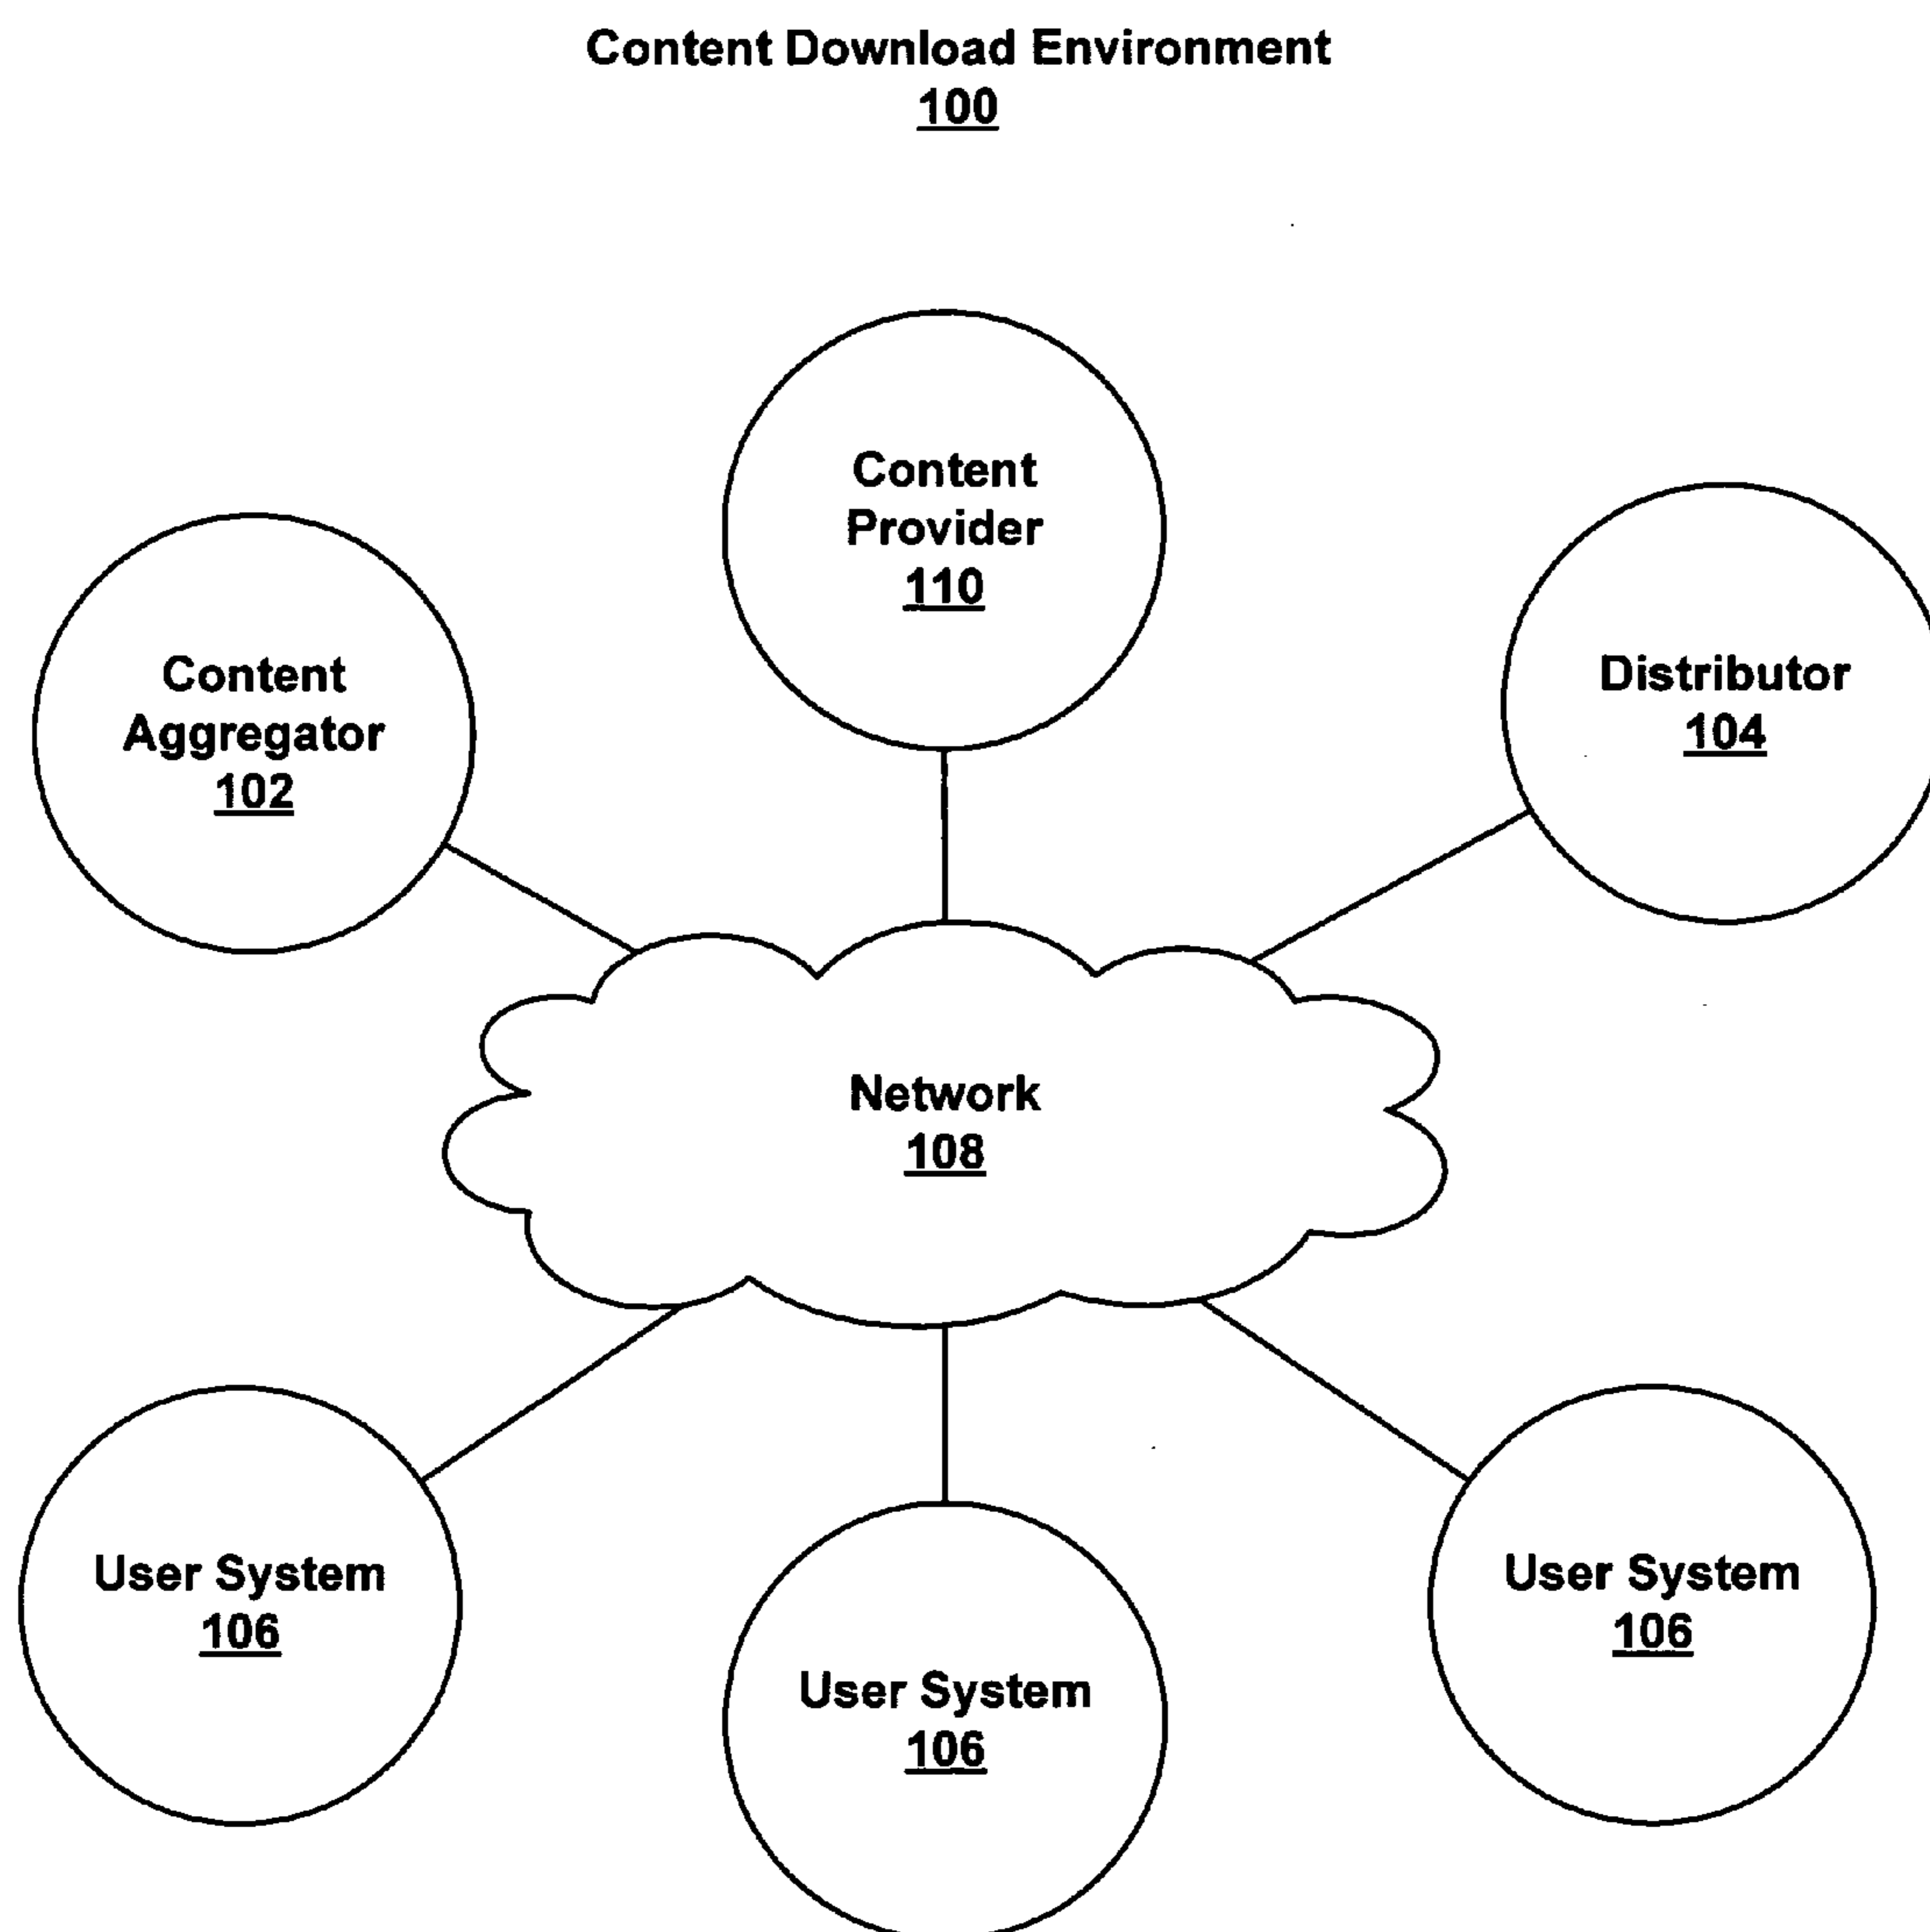 Content Download Environment
100
Content
Provider
110
Content
Aggregator
102
Distributor
104
Network
108
User System
106
User System
106
User System
106